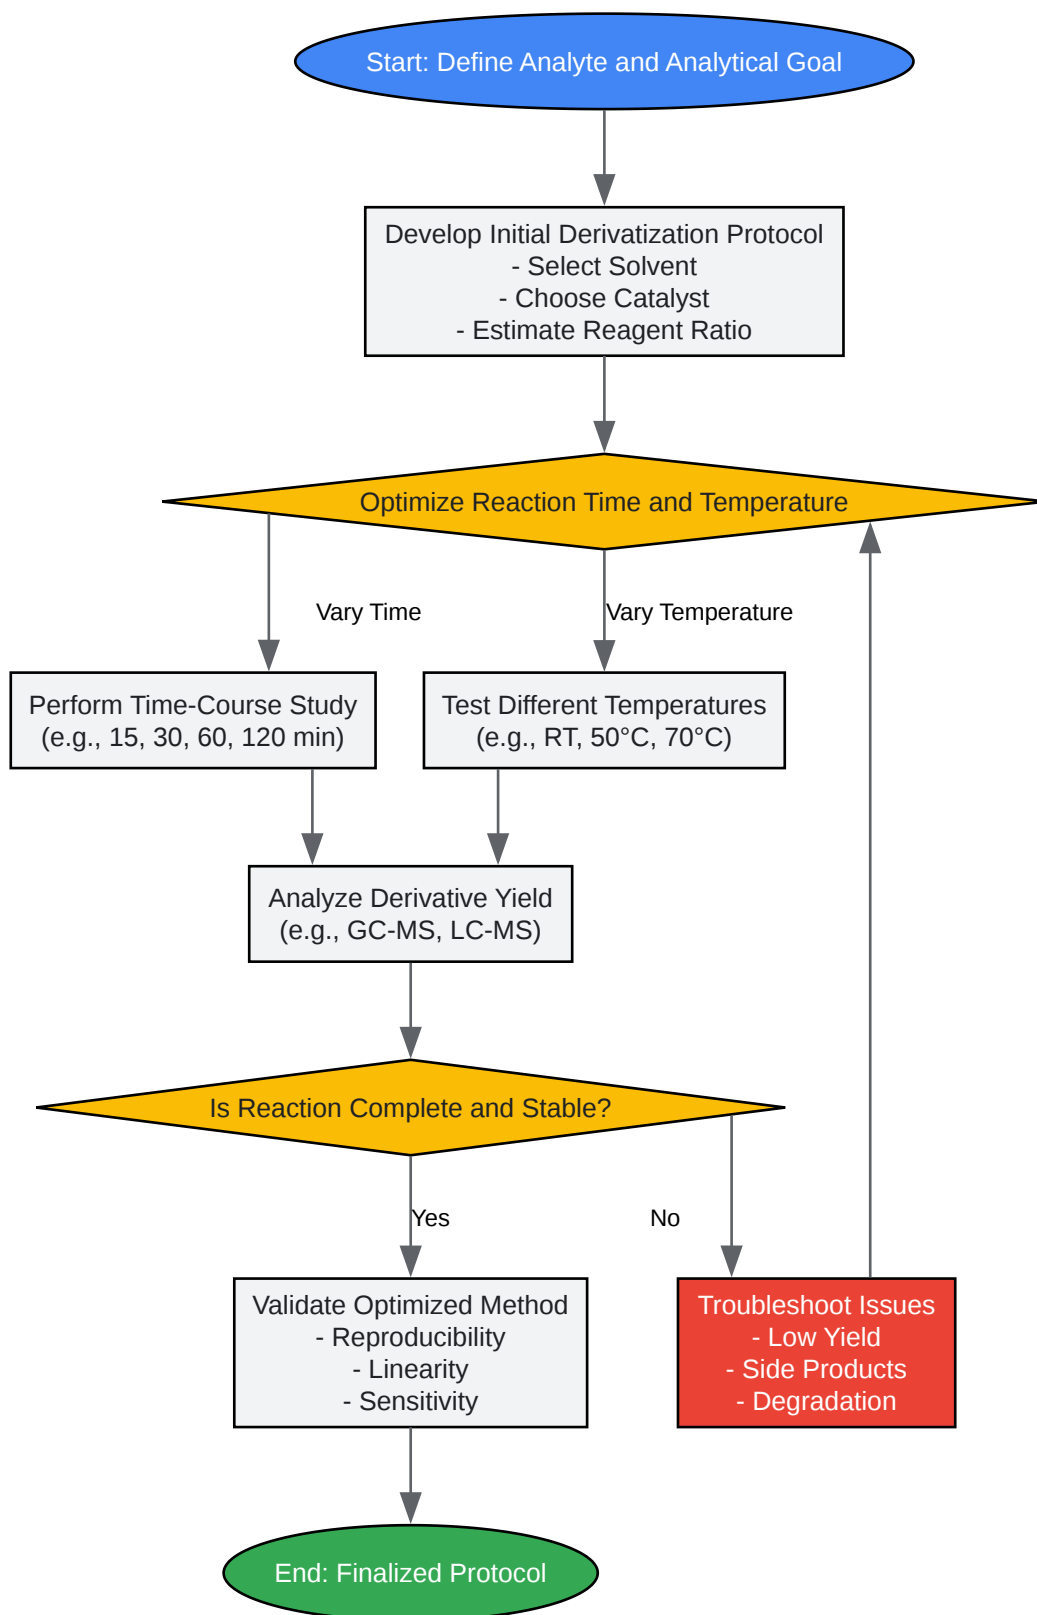 Start: Define Analyte and Analytical Goal
Develop Initial Derivatization Protocol
- Select Solvent
- Choose Catalyst
- Estimate Reagent Ratio
Optimize Reaction Time and Temperature
Vary Time
Vary Temperature
Perform Time-Course Study
(e.g., 15, 30, 60, 120 min)
Test Different Temperatures
(e.g., RT, 50°C, 70°C)
Analyze Derivative Yield
(e.g., GC-MS, LC-MS)
Is Reaction Complete and Stable?
Yes
No
Validate Optimized Method
- Reproducibility
- Linearity
- Sensitivity
Troubleshoot Issues
- Low Yield
- Side Products
- Degradation
End: Finalized Protocol